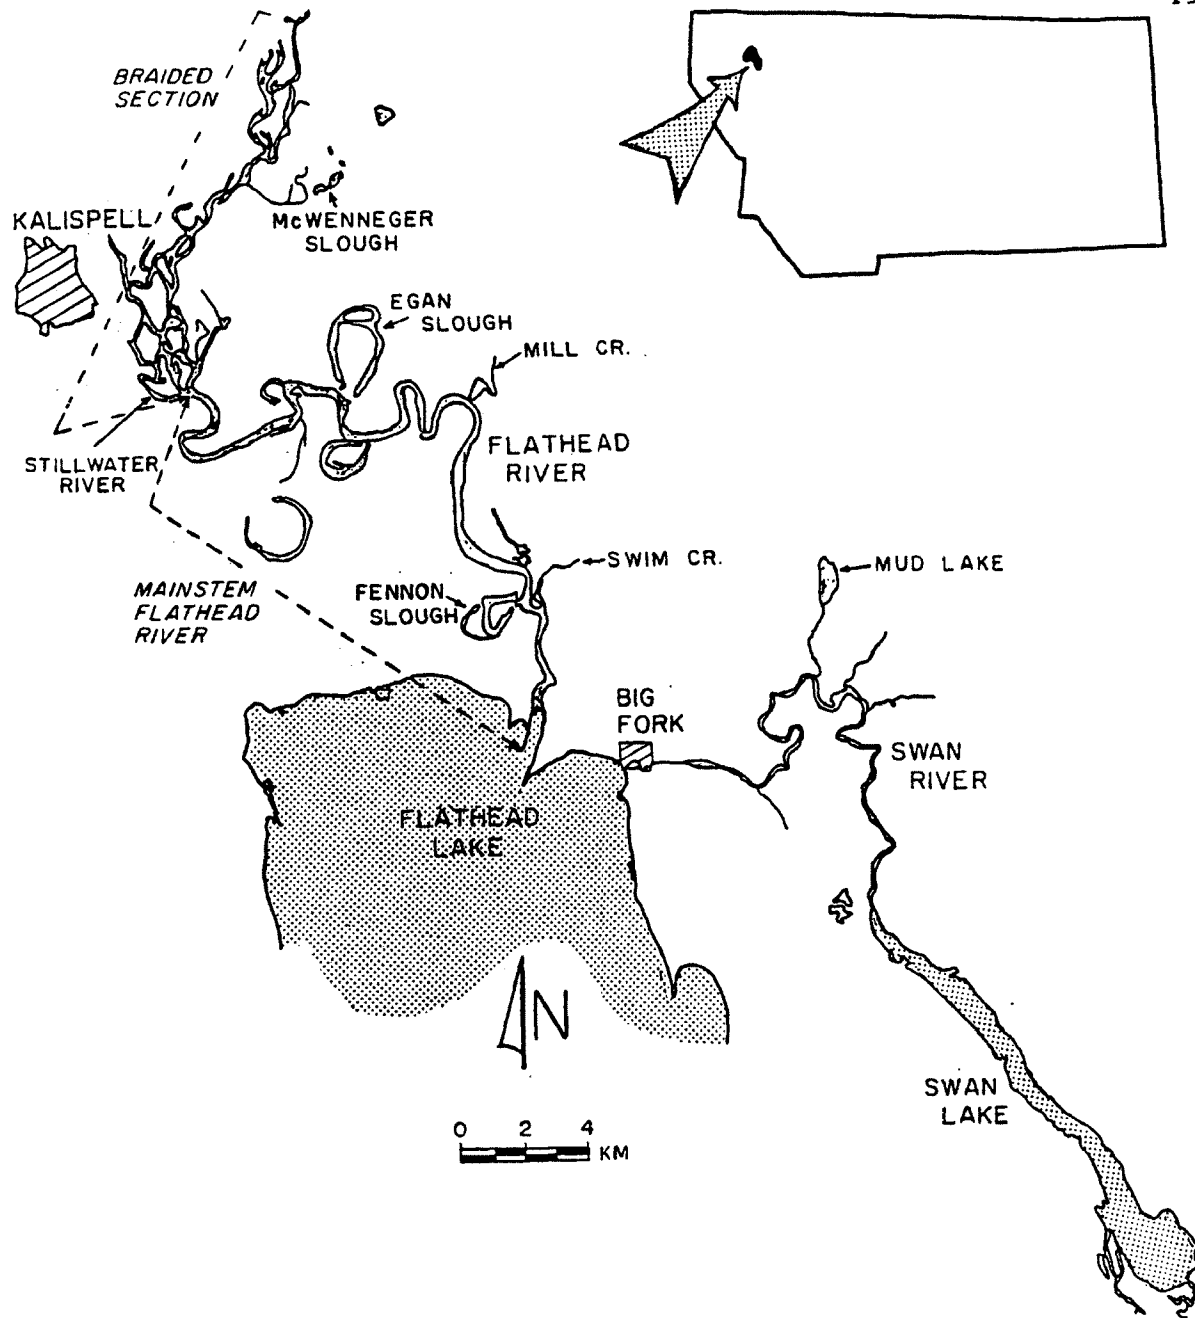 BRAIDED
SECTION
KALISPELL
McWENNEGER
SLOUGH
EGAN
SLOUGH
MILL CR.
FLATHEAD
RIVER
STILLWATER
RIVER
SWIM CR.
MUD LAKE
FENNON
SLOUGH
MAINSTEM
FLATHEAD
RIVER
BIG
FORK
SWAN
RIVER
FLATHEAD
LAKE
N
SWAN
LAKE
0 2 4
KM